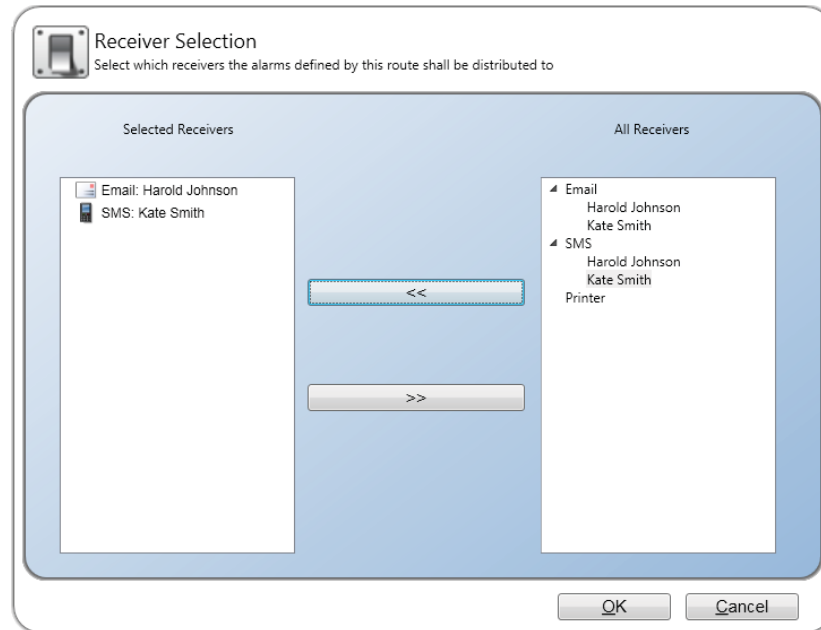 Receiver Selection
Select which receivers the alarms defined by this route shall be distributed to
Selected Receivers
Email: Harold Johnson
SMS: Kate Smith
<<
>>
All Receivers
Email
Harold Johnson
Kate Smith
SMS
Harold Johnson
Kate Smith
Printer
OK
Cancel